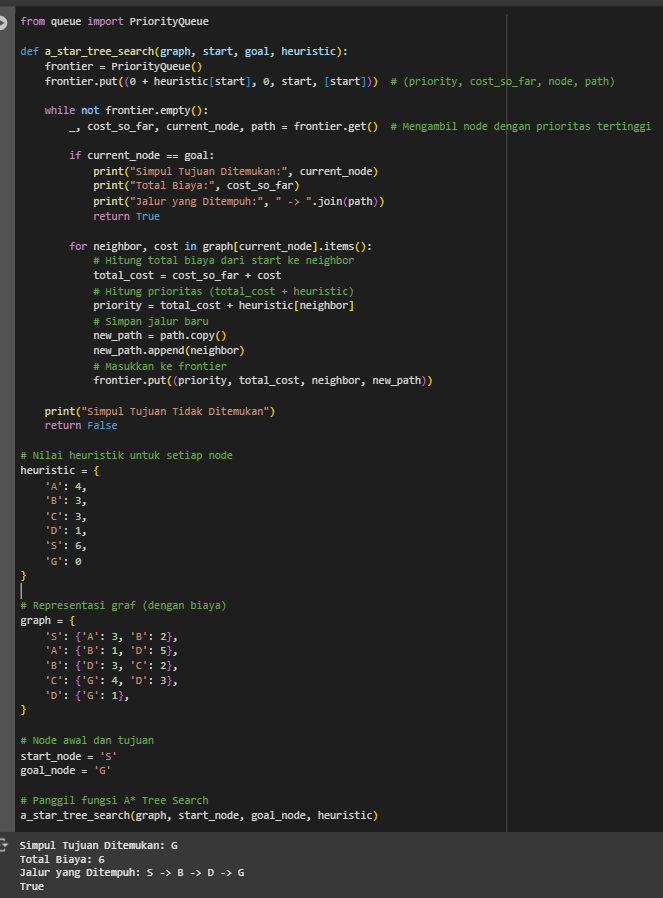 from queue import PriorityQueue
def a_star_tree_search(graph, start, goal, heuristic):
    frontier = PriorityQueue()
    frontier.put((0 + heuristic[start], 0, start, [start]))  # (priority, cost_so_far, node, path)
    while not frontier.empty():
        _, cost_so_far, current_node, path = frontier.get()  # Mengambil node dengan prioritas tertinggi
        if current_node == goal:
            print("Simpul Tujuan Ditemukan:", current_node)
            print("Total Biaya:", cost_so_far)
            print("Jalur yang Ditempuh:", " -> ".join(path))
            return True
        for neighbor, cost in graph[current_node].items():
            # Hitung total biaya dari start ke neighbor
            total_cost = cost_so_far + cost
            # Hitung prioritas (total_cost + heuristic)
            priority = total_cost + heuristic[neighbor]
            # Simpan jalur baru
            new_path = path.copy()
            new_path.append(neighbor)
            # Masukkan ke frontier
            frontier.put((priority, total_cost, neighbor, new_path))
    print("Simpul Tujuan Tidak Ditemukan")
    return False
# Nilai heuristik untuk setiap node
heuristic = {
    'A': 4,
    'B': 3,
    'C': 3,
    'D': 1,
    'S': 6,
    'G': 0
}
# Representasi graf (dengan biaya)
graph = {
    'S': {'A': 3, 'B': 2},
    'A': {'B': 1, 'D': 5},
    'B': {'D': 3, 'C': 2},
    'C': {'G': 4, 'D': 3},
    'D': {'G': 1},
}
# Node awal dan tujuan
start_node = 'S'
goal_node = 'G'
# Panggil fungsi A* Tree Search
a_star_tree_search(graph, start_node, goal_node, heuristic)
Simpul Tujuan Ditemukan: G
Total Biaya: 6
Jalur yang Ditempuh: S -> B -> D -> G
True